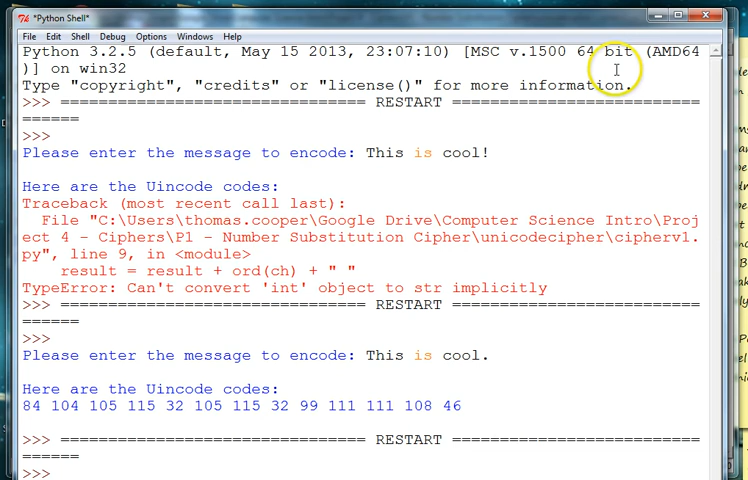 *Python Shell*
File Edit Shell Debug Options Windows Help
Python 3.2.5 (default, May 15 2013, 23:07:10) [MSC v.1500 64 bit (AMD64
)] on win32
Type "copyright", "credits" or "license()" for more information.
>>> ================================ RESTART ==========================
======
>>>
Please enter the message to encode: This is cool!
Here are the Uincode codes:
Traceback (most recent call last):
File "C:\Users\thomas.cooper\Google Drive\Computer Science Intro\Proj
ect 4 - Ciphers\P1 - Number Substitution Cipher\unicodecipher\cipherv1.
py", line 9, in <module>
result = result + ord(ch) + " "
TypeError: Can't convert 'int' object to str implicitly
>>> ================================ RESTART ==========================
======
>>>
Please enter the message to encode: This is cool.
Here are the Uincode codes:
84 104 105 115 32 105 115 32 99 111 111 108 46
>>> ================================ RESTART ==========================
======
>>>